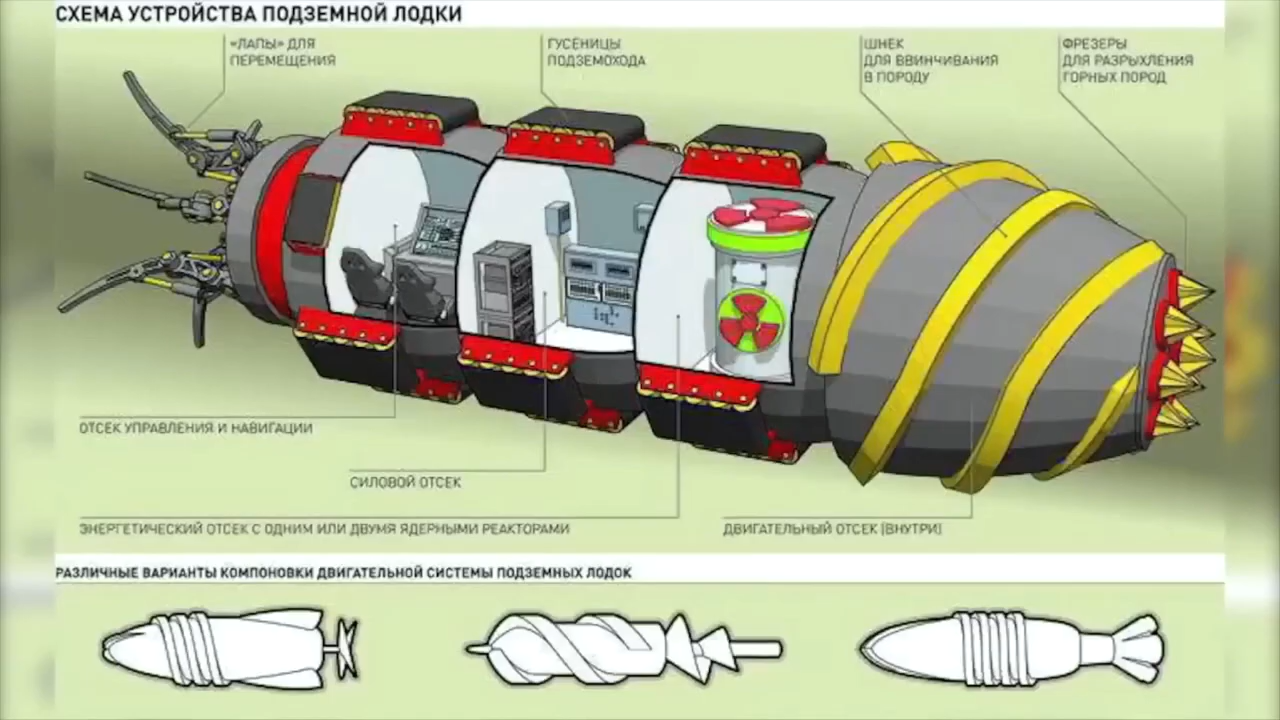 СХЕМА УСТРОЙСТВА ПОДЗЕМНОЙ ЛОДКИ
«ЛАПЫ» ДЛЯ
ПЕРЕМЕЩЕНИЯ
ГУСЕНИЦЫ
ПОДЗЕМОХОДА
ШНЕК
ДЛЯ ВВИНЧИВАНИЯ
В ПОРОДУ
ФРЕЗЕРЫ
ДЛЯ РАЗРЫХЛЕНИЯ
ГОРНЫХ ПОРОД
ОТСЕК УПРАВЛЕНИЯ И НАВИГАЦИИ
СИЛОВОЙ ОТСЕК
ЭНЕРГЕТИЧЕСКИЙ ОТСЕК С ОДНИМ ИЛИ ДВУМЯ ЯДЕРНЫМИ РЕАКТОРАМИ
ДВИГАТЕЛЬНЫЙ ОТСЕК (ВНУТРИ)
РАЗЛИЧНЫЕ ВАРИАНТЫ КОМПОНОВКИ ДВИГАТЕЛЬНОЙ СИСТЕМЫ ПОДЗЕМНЫХ ЛОДОК